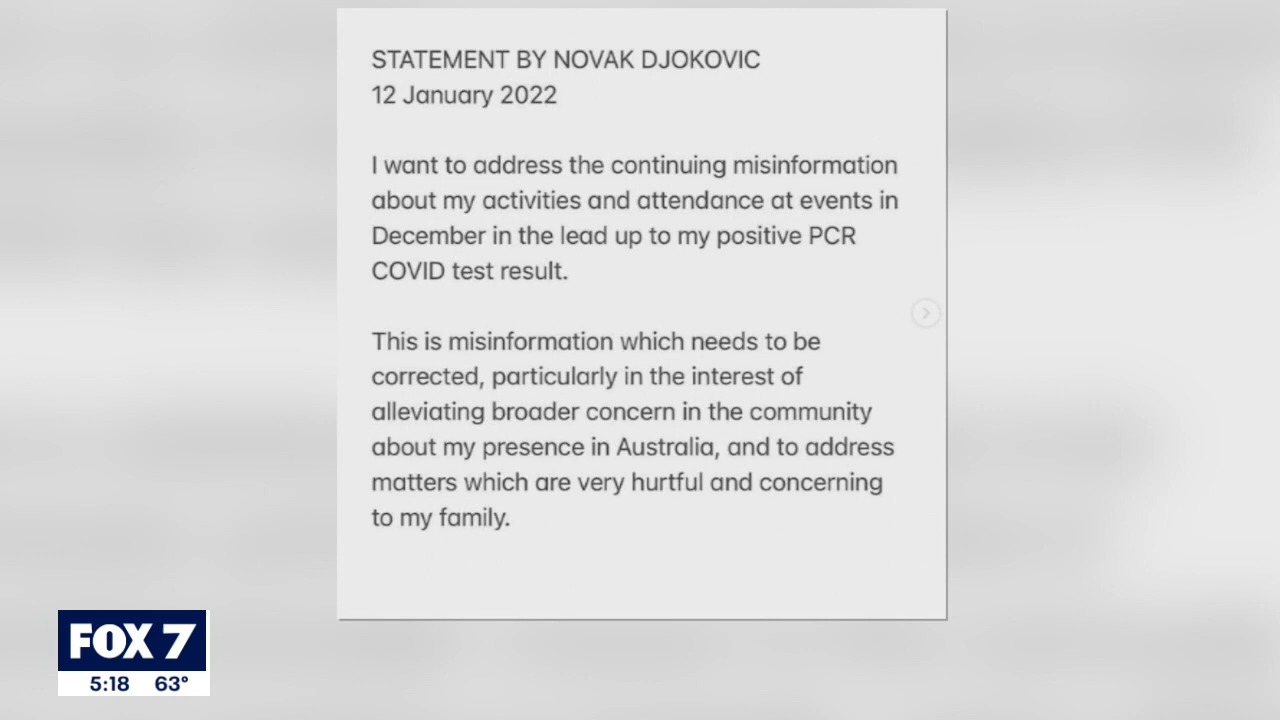 STATEMENT BY NOVAK DJOKOVIC
12 January 2022
I want to address the continuing misinformation
about my activities and attendance at events in
December in the lead up to my positive PCR
COVID test result.
This is misinformation which needs to be
corrected, particularly in the interest of
alleviating broader concern in the community
about my presence in Australia, and to address
matters which are very hurtful and concerning
to my family.
FOX 7
5:18 63°